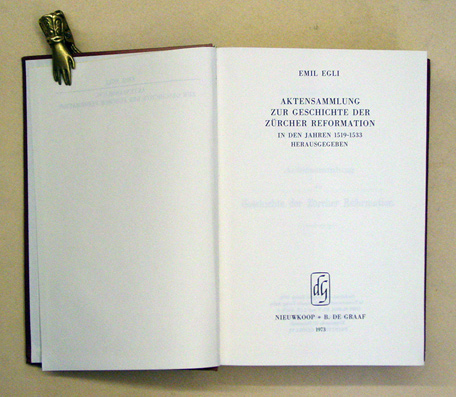 EMIL EGLI
AKTENSAMMLUNG
ZUR GESCHICHTE DER
ZÜRCHER REFORMATION
IN DEN JAHREN 1519-1533
HERAUSGEGEBEN
dG
NIEUWKOOP • B. DE GRAAF
1973